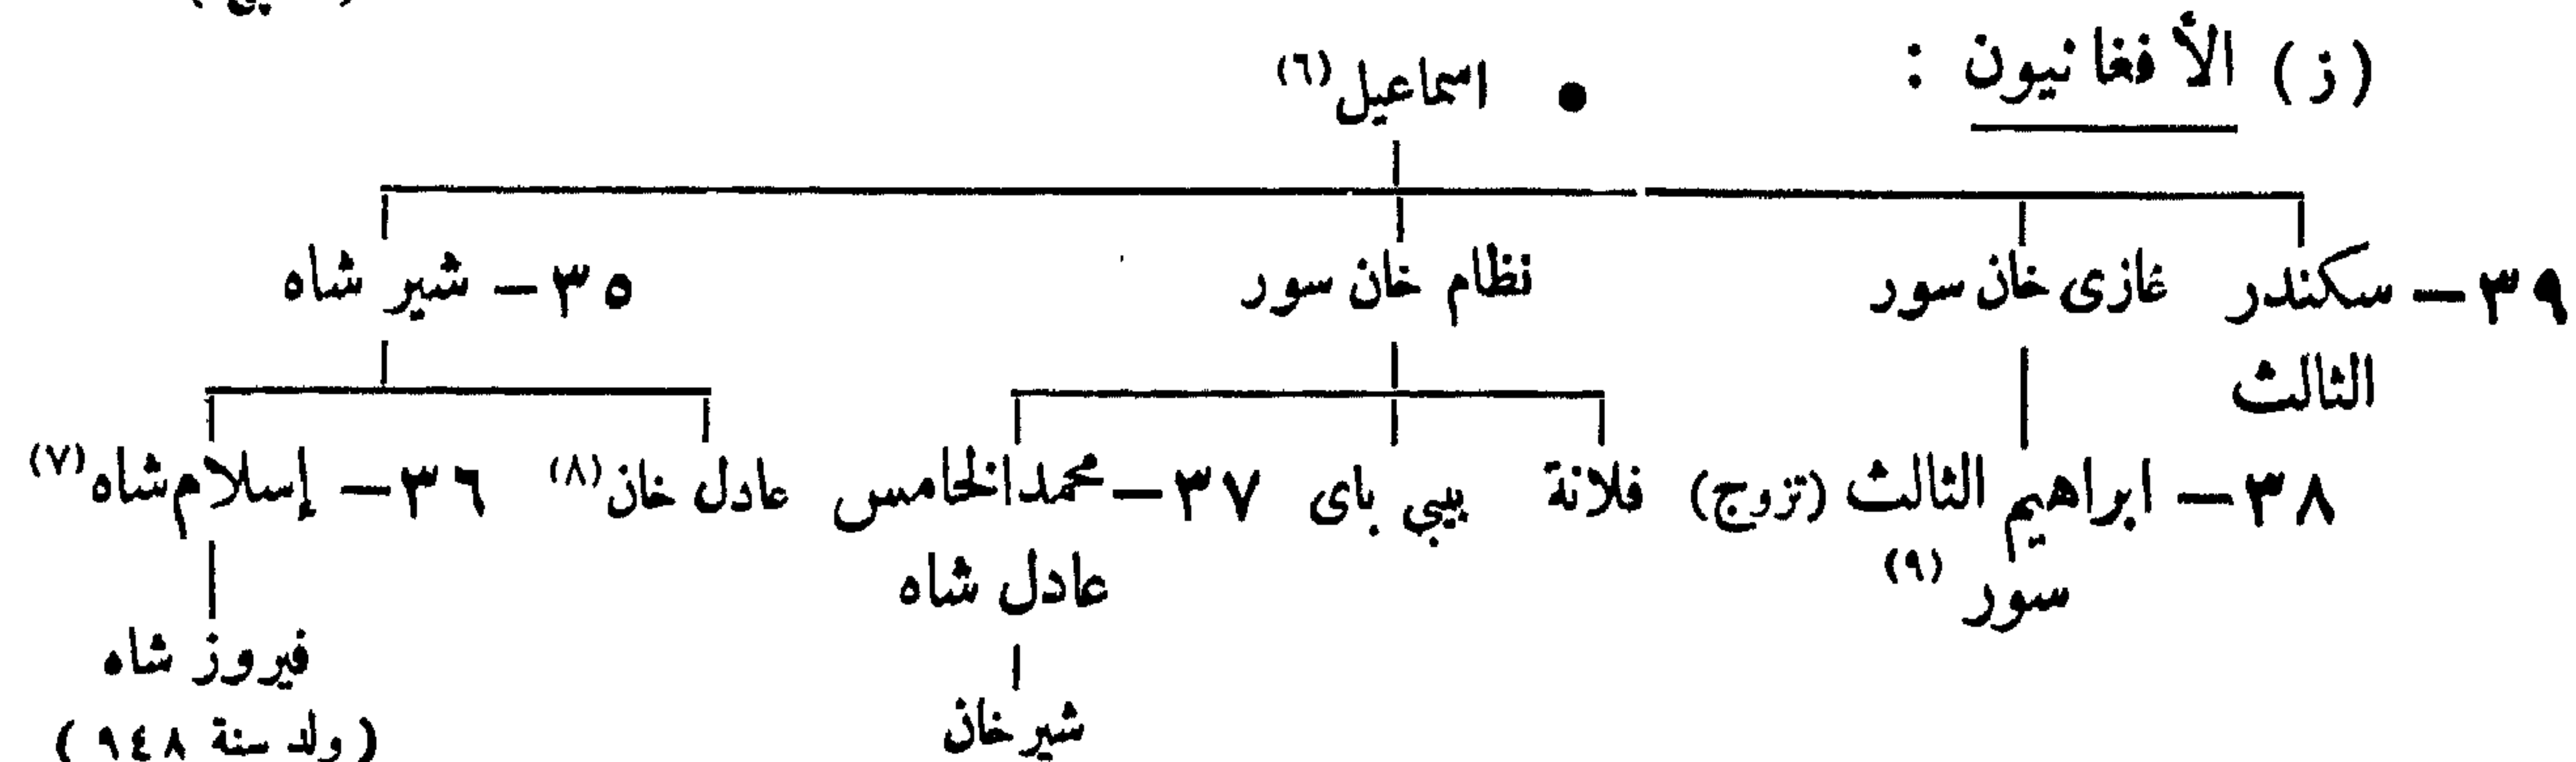 (ز) الأفغانيون :
• اسماعيل (٦)
٣٩ – سكندر الثالث
غازى خان سور
نظام خان سور
٣٥ – شير شاه
٣٨ – ابراهيم الثالث (تزوج) فلانة
سور (٩)
بيبي باى
٣٧ – محمد الخامس
عادل شاه
عادل خان (٨)
٣٦ – إسلام شاه (٧)
شير خان
فيروز شاه
( ولد سنة ٩٤٨ )